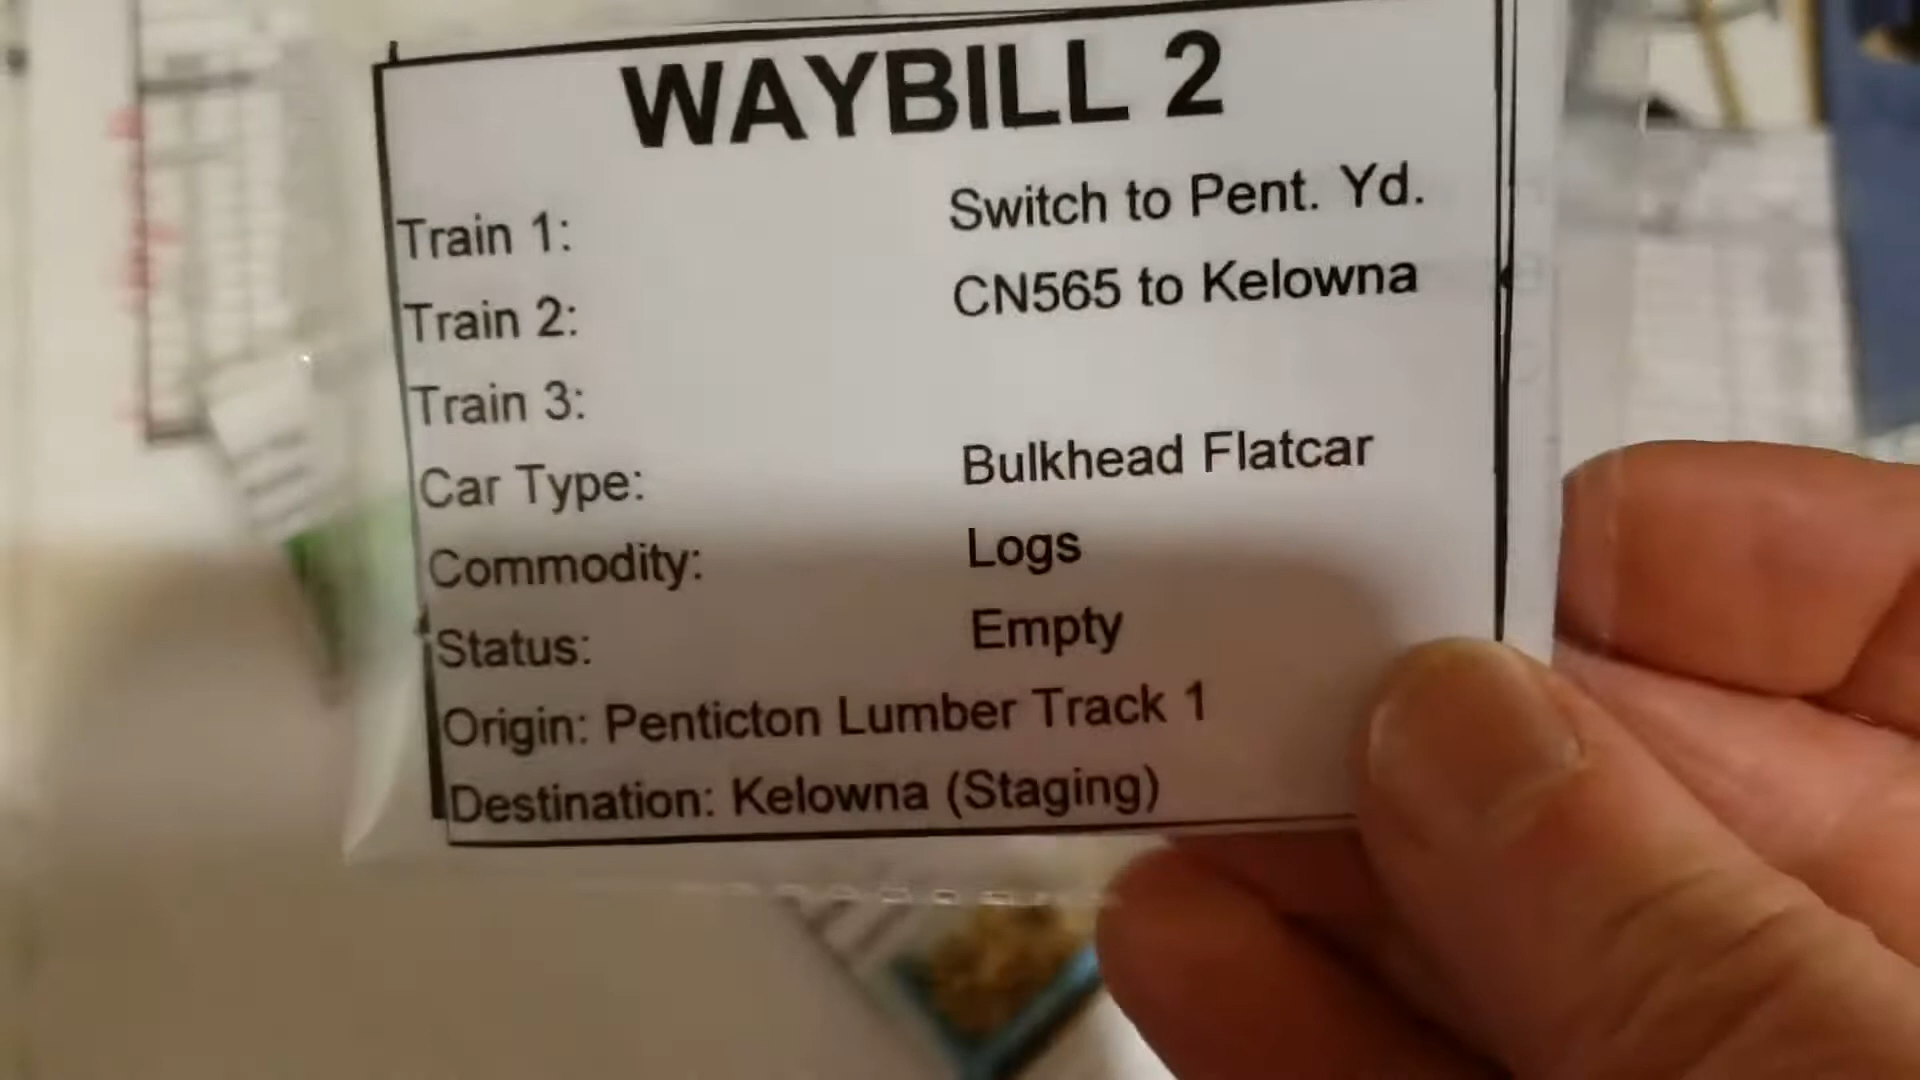 WAYBILL 2
Train 1: Switch to Pent. Yd.
Train 2: CN565 to Kelowna
Train 3:
Car Type: Bulkhead Flatcar
Commodity: Logs
Status: Empty
Origin: Penticton Lumber Track 1
Destination: Kelowna (Staging)